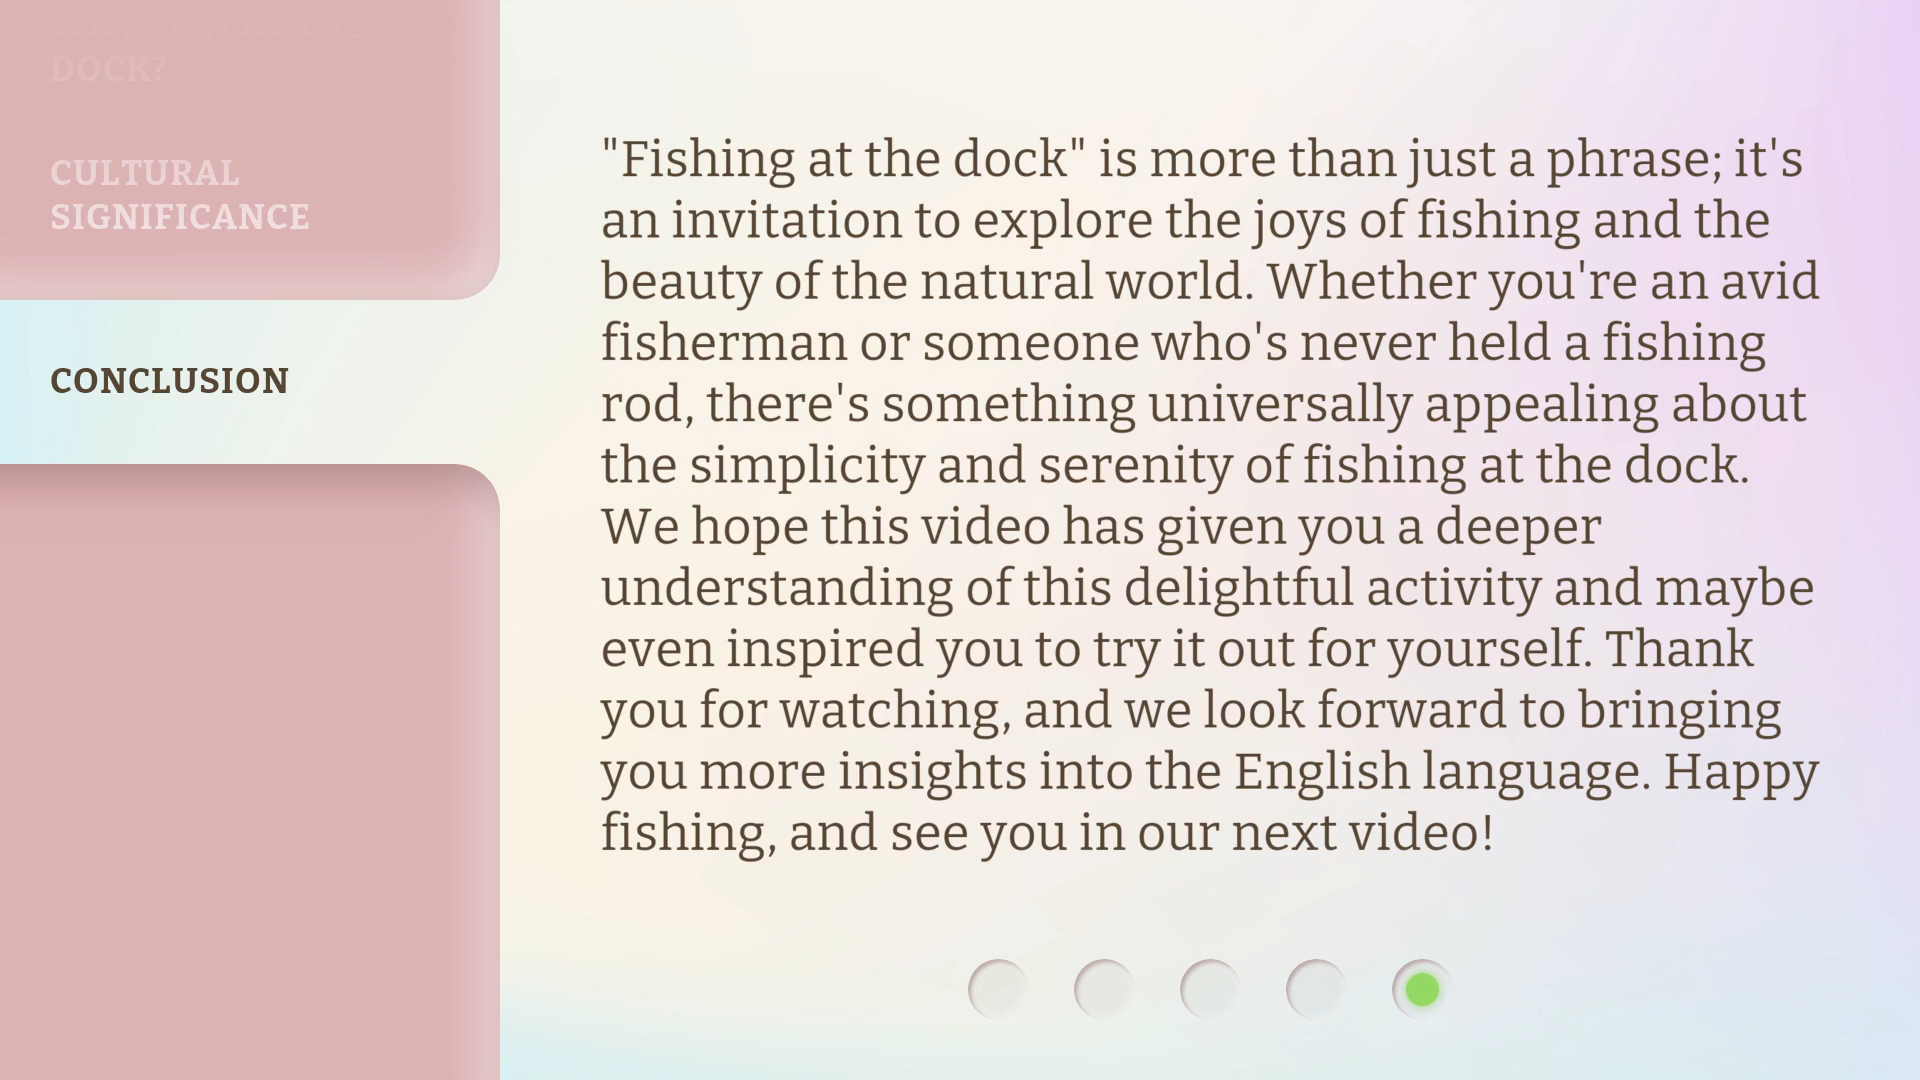 WHY FISH AT THE
DOCK?
CULTURAL
SIGNIFICANCE
CONCLUSION
"Fishing at the dock" is more than just a phrase; it's
an invitation to explore the joys of fishing and the
beauty of the natural world. Whether you're an avid
fisherman or someone who's never held a fishing
rod, there's something universally appealing about
the simplicity and serenity of fishing at the dock.
We hope this video has given you a deeper
understanding of this delightful activity and maybe
even inspired you to try it out for yourself. Thank
you for watching, and we look forward to bringing
you more insights into the English language. Happy
fishing, and see you in our next video!